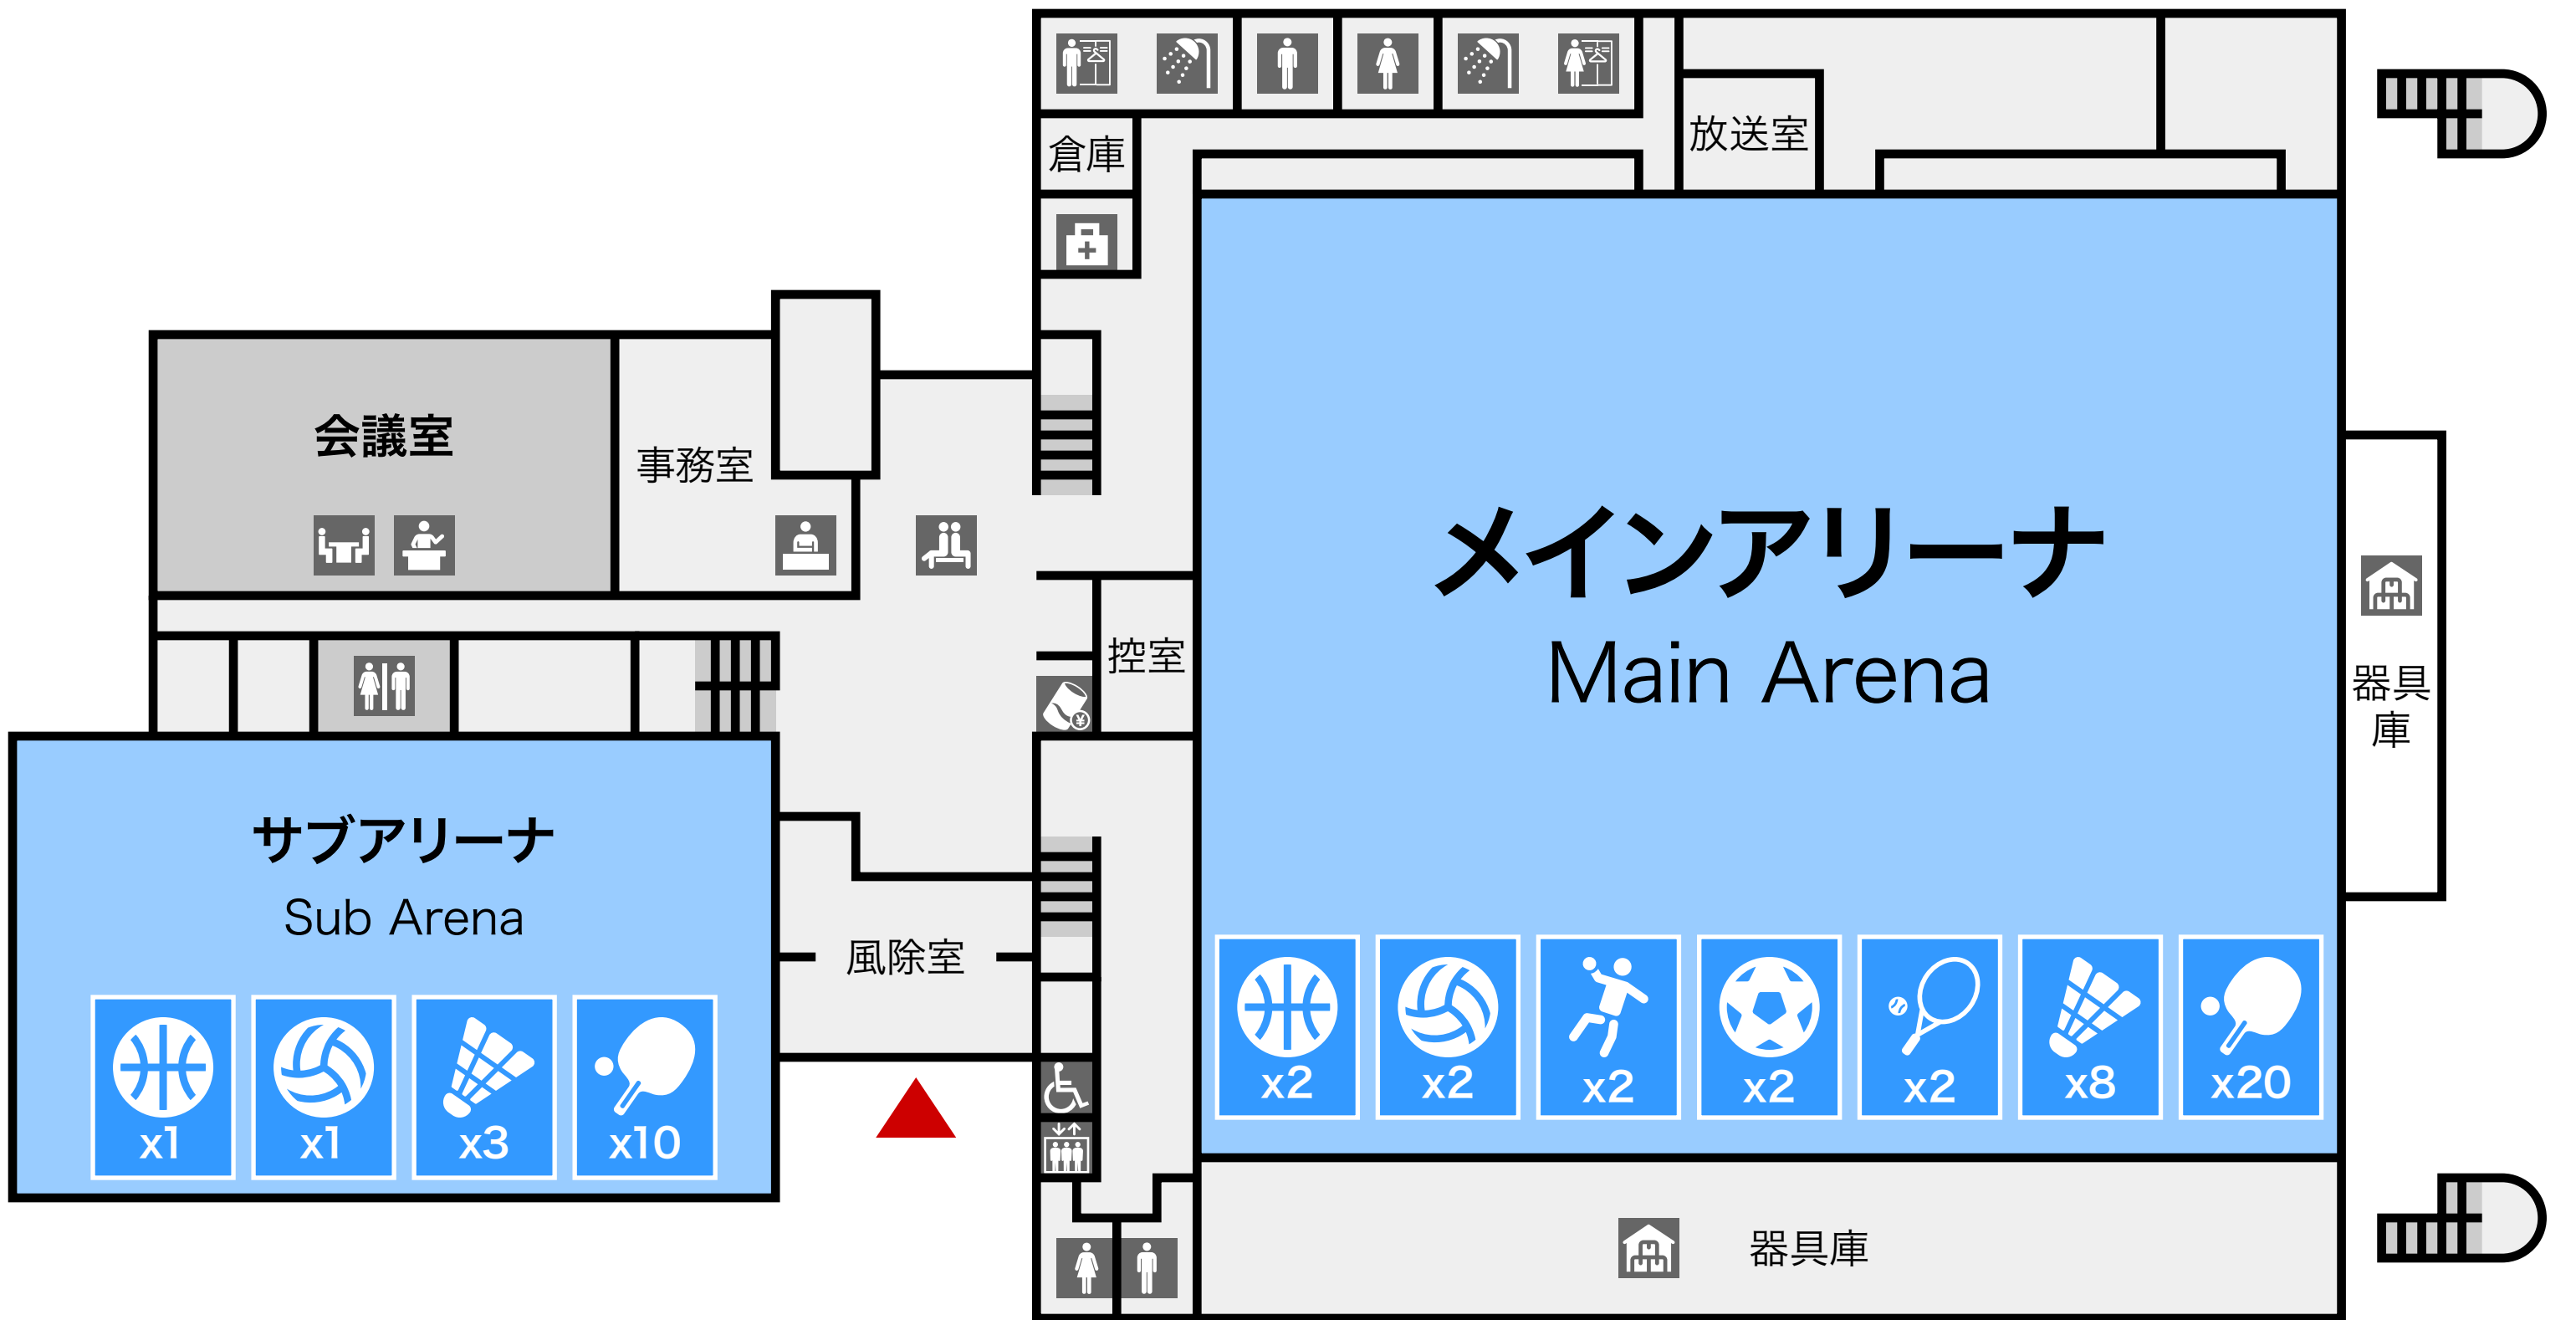 倉庫
放送室
会議室
事務室
メインアリーナ
Main Arena
控室
¥
器具
庫
サブアリーナ
Sub Arena
風除室
x2
x2
x2
x2
x2
x8
x20
x1
x1
x3
x10
器具庫